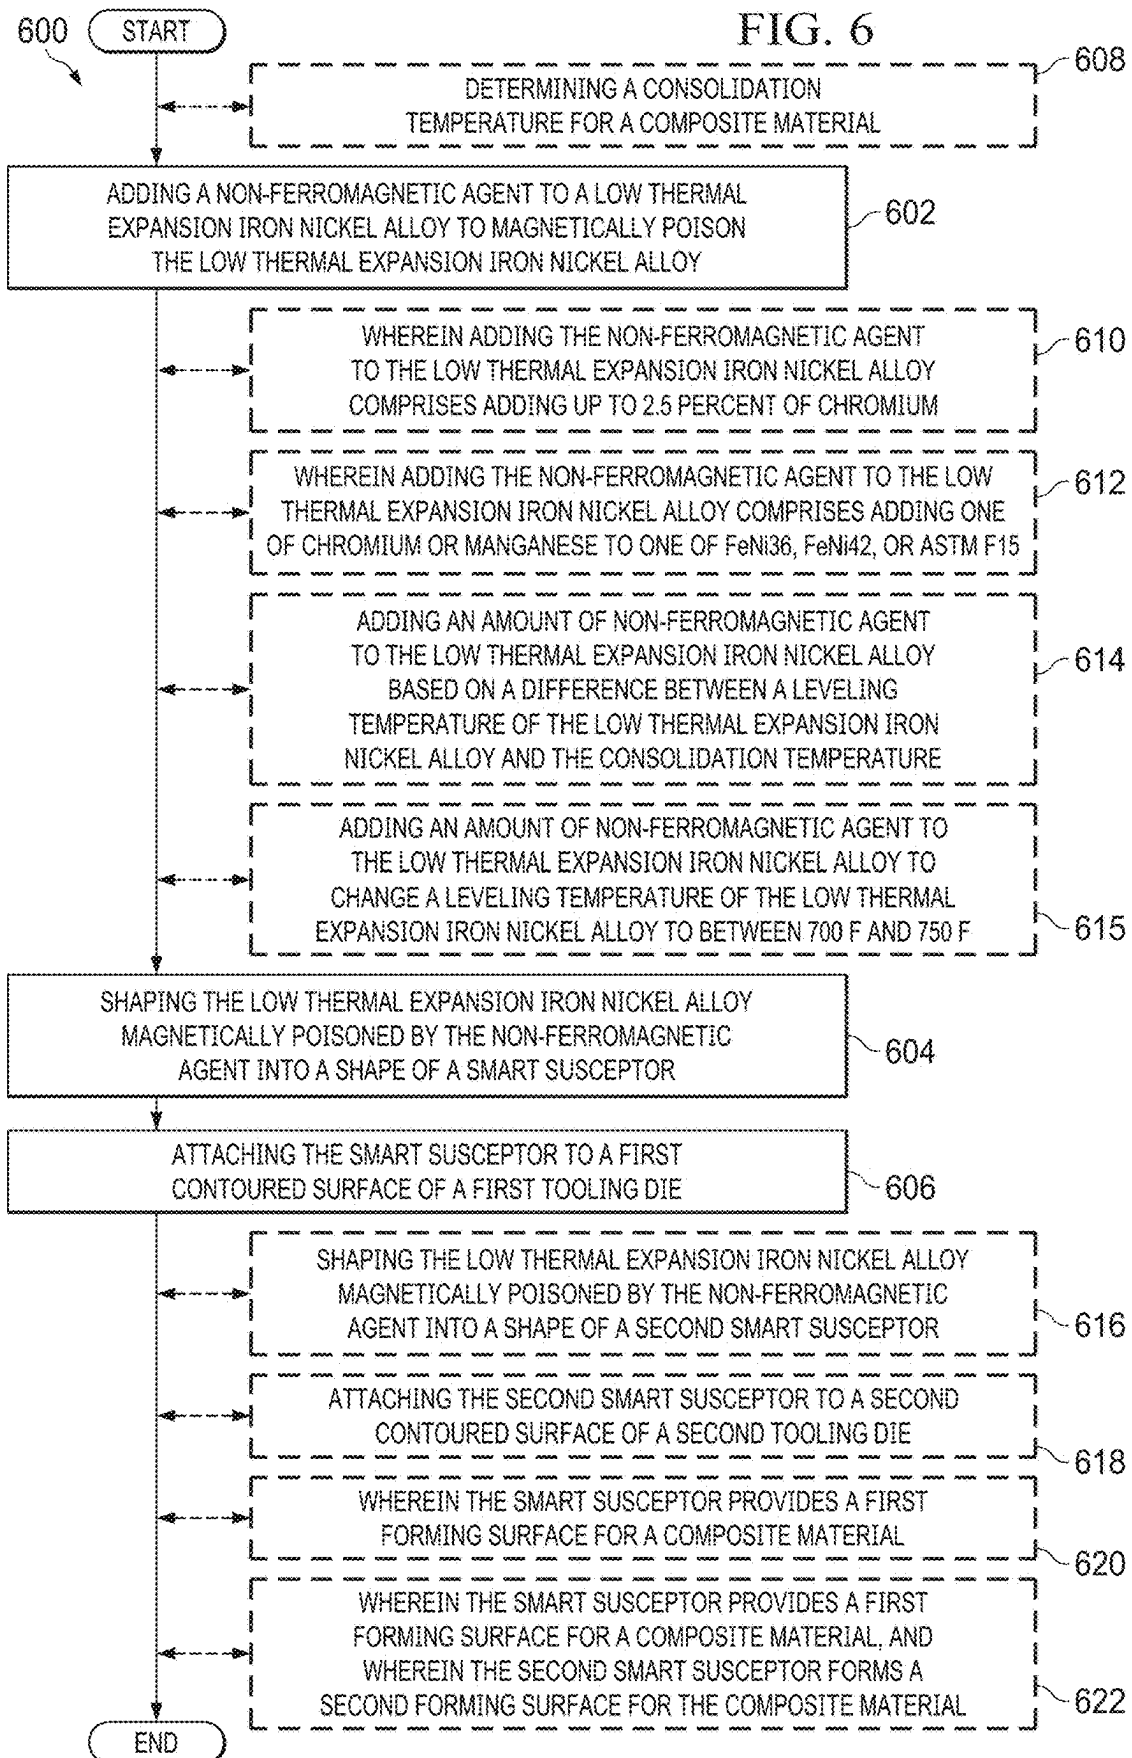 600
START
FIG. 6
608
DETERMINING A CONSOLIDATION
TEMPERATURE FOR A COMPOSITE MATERIAL
ADDING A NON-FERROMAGNETIC AGENT TO A LOW THERMAL
EXPANSION IRON NICKEL ALLOY TO MAGNETICALLY POISON
THE LOW THERMAL EXPANSION IRON NICKEL ALLOY
602
WHEREIN ADDING THE NON-FERROMAGNETIC AGENT
TO THE LOW THERMAL EXPANSION IRON NICKEL ALLOY
COMPRISES ADDING UP TO 2.5 PERCENT OF CHROMIUM
610
WHEREIN ADDING THE NON-FERROMAGNETIC AGENT TO THE LOW
THERMAL EXPANSION IRON NICKEL ALLOY COMPRISES ADDING ONE
OF CHROMIUM OR MANGANESE TO ONE OF FeNi36, FeNi42, OR ASTM F15
612
ADDING AN AMOUNT OF NON-FERROMAGNETIC AGENT
TO THE LOW THERMAL EXPANSION IRON NICKEL ALLOY
BASED ON A DIFFERENCE BETWEEN A LEVELING
TEMPERATURE OF THE LOW THERMAL EXPANSION IRON
NICKEL ALLOY AND THE CONSOLIDATION TEMPERATURE
614
ADDING AN AMOUNT OF NON-FERROMAGNETIC AGENT TO
THE LOW THERMAL EXPANSION IRON NICKEL ALLOY TO
CHANGE A LEVELING TEMPERATURE OF THE LOW THERMAL
EXPANSION IRON NICKEL ALLOY TO BETWEEN 700 F AND 750 F
615
SHAPING THE LOW THERMAL EXPANSION IRON NICKEL ALLOY
MAGNETICALLY POISONED BY THE NON-FERROMAGNETIC
AGENT INTO A SHAPE OF A SMART SUSCEPTOR
604
ATTACHING THE SMART SUSCEPTOR TO A FIRST
CONTOURED SURFACE OF A FIRST TOOLING DIE
606
SHAPING THE LOW THERMAL EXPANSION IRON NICKEL ALLOY
MAGNETICALLY POISONED BY THE NON-FERROMAGNETIC
AGENT INTO A SHAPE OF A SECOND SMART SUSCEPTOR
616
ATTACHING THE SECOND SMART SUSCEPTOR TO A SECOND
CONTOURED SURFACE OF A SECOND TOOLING DIE
618
WHEREIN THE SMART SUSCEPTOR PROVIDES A FIRST
FORMING SURFACE FOR A COMPOSITE MATERIAL
620
WHEREIN THE SMART SUSCEPTOR PROVIDES A FIRST
FORMING SURFACE FOR A COMPOSITE MATERIAL, AND
WHEREIN THE SECOND SMART SUSCEPTOR FORMS A
SECOND FORMING SURFACE FOR THE COMPOSITE MATERIAL
622
END